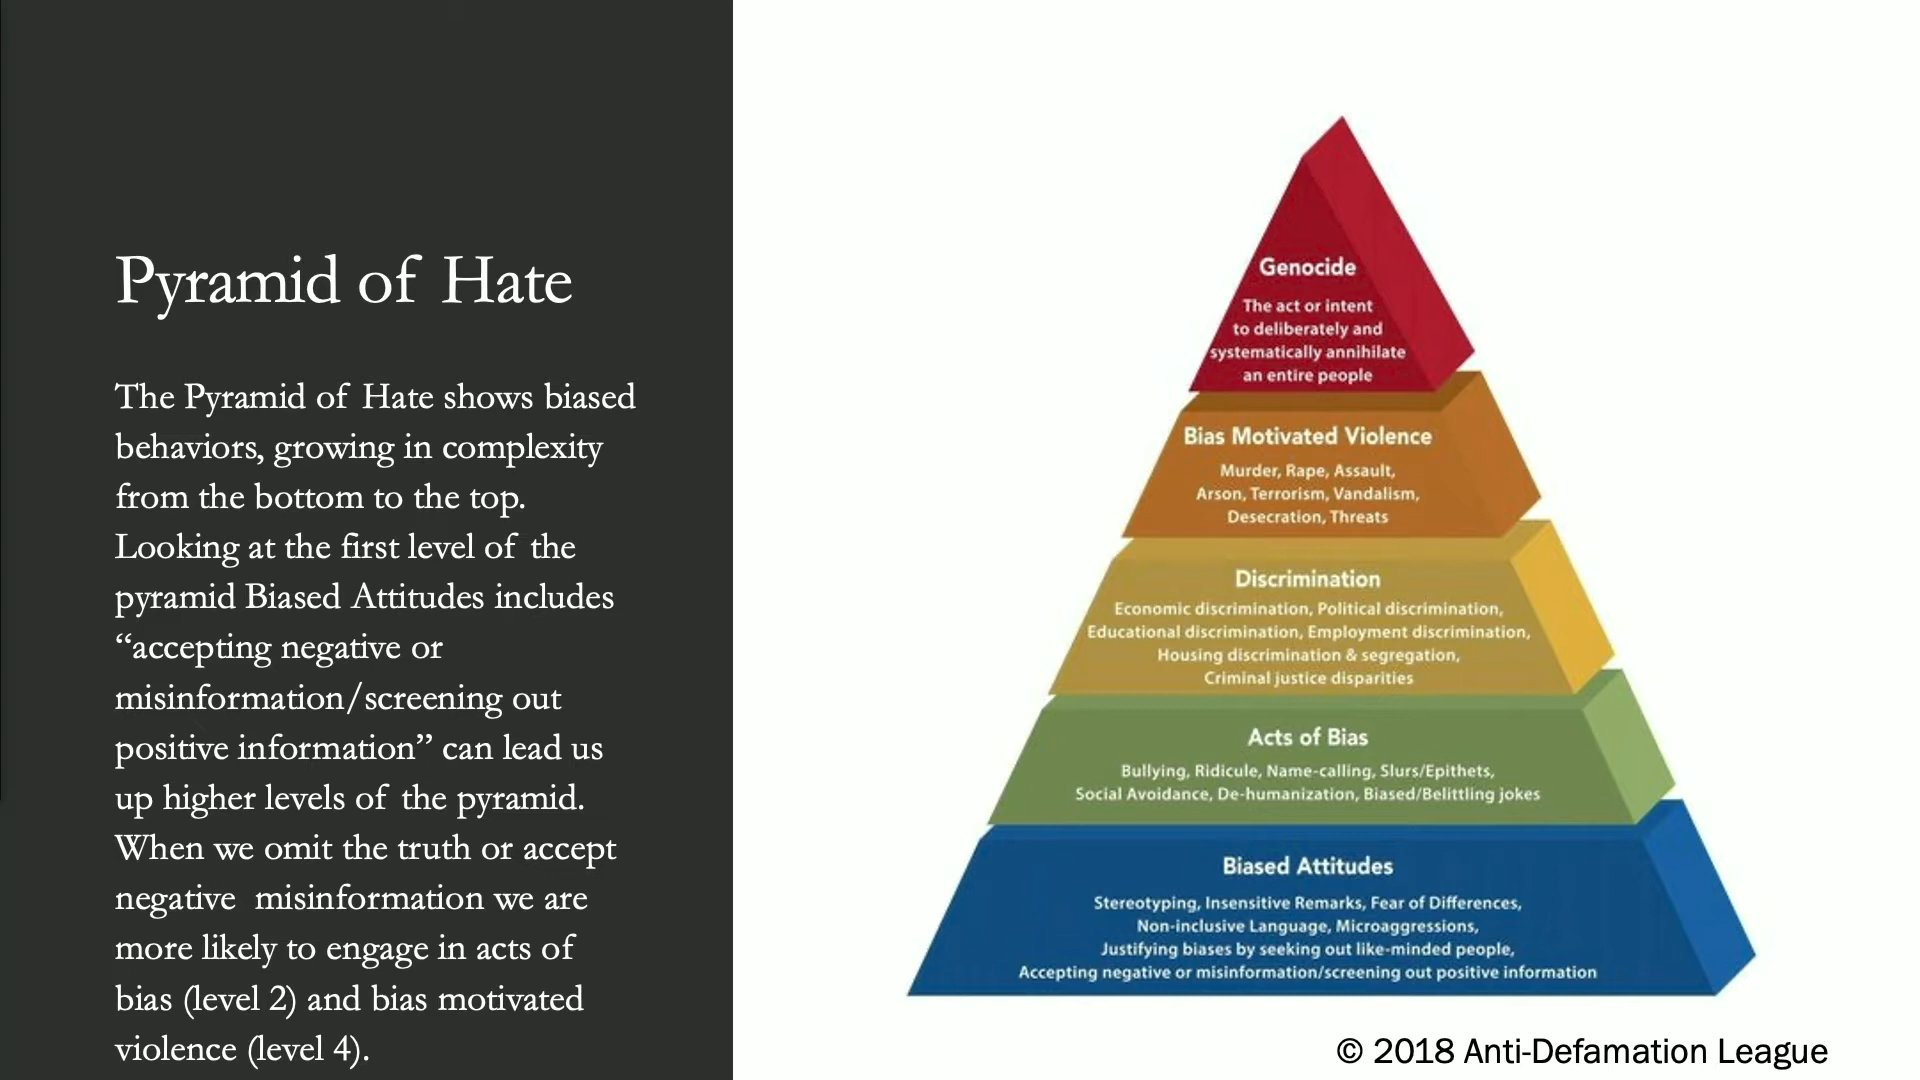 Pyramid of Hate
The Pyramid of Hate shows biased
behaviors, growing in complexity
from the bottom to the top.
Looking at the first level of the
pyramid Biased Attitudes includes
“accepting negative or
misinformation/screening out
positive information” can lead us
up higher levels of the pyramid.
When we omit the truth or accept
negative misinformation we are
more likely to engage in acts of
bias (level 2) and bias motivated
violence (level 4).
Genocide
The act or intent
to deliberately and
systematically annihilate
an entire people
Bias Motivated Violence
Murder, Rape, Assault,
Arson, Terrorism, Vandalism,
Desecration, Threats
Discrimination
Economic discrimination, Political discrimination,
Educational discrimination, Employment discrimination,
Housing discrimination & segregation,
Criminal justice disparities
Acts of Bias
Bullying, Ridicule, Name-calling, Slurs/Epithets,
Social Avoidance, De-humanization, Biased/Belittling jokes
Biased Attitudes
Stereotyping, Insensitive Remarks, Fear of Differences,
Non-inclusive Language, Microaggressions,
Justifying biases by seeking out like-minded people,
Accepting negative or misinformation/screening out positive information
© 2018 Anti-Defamation League